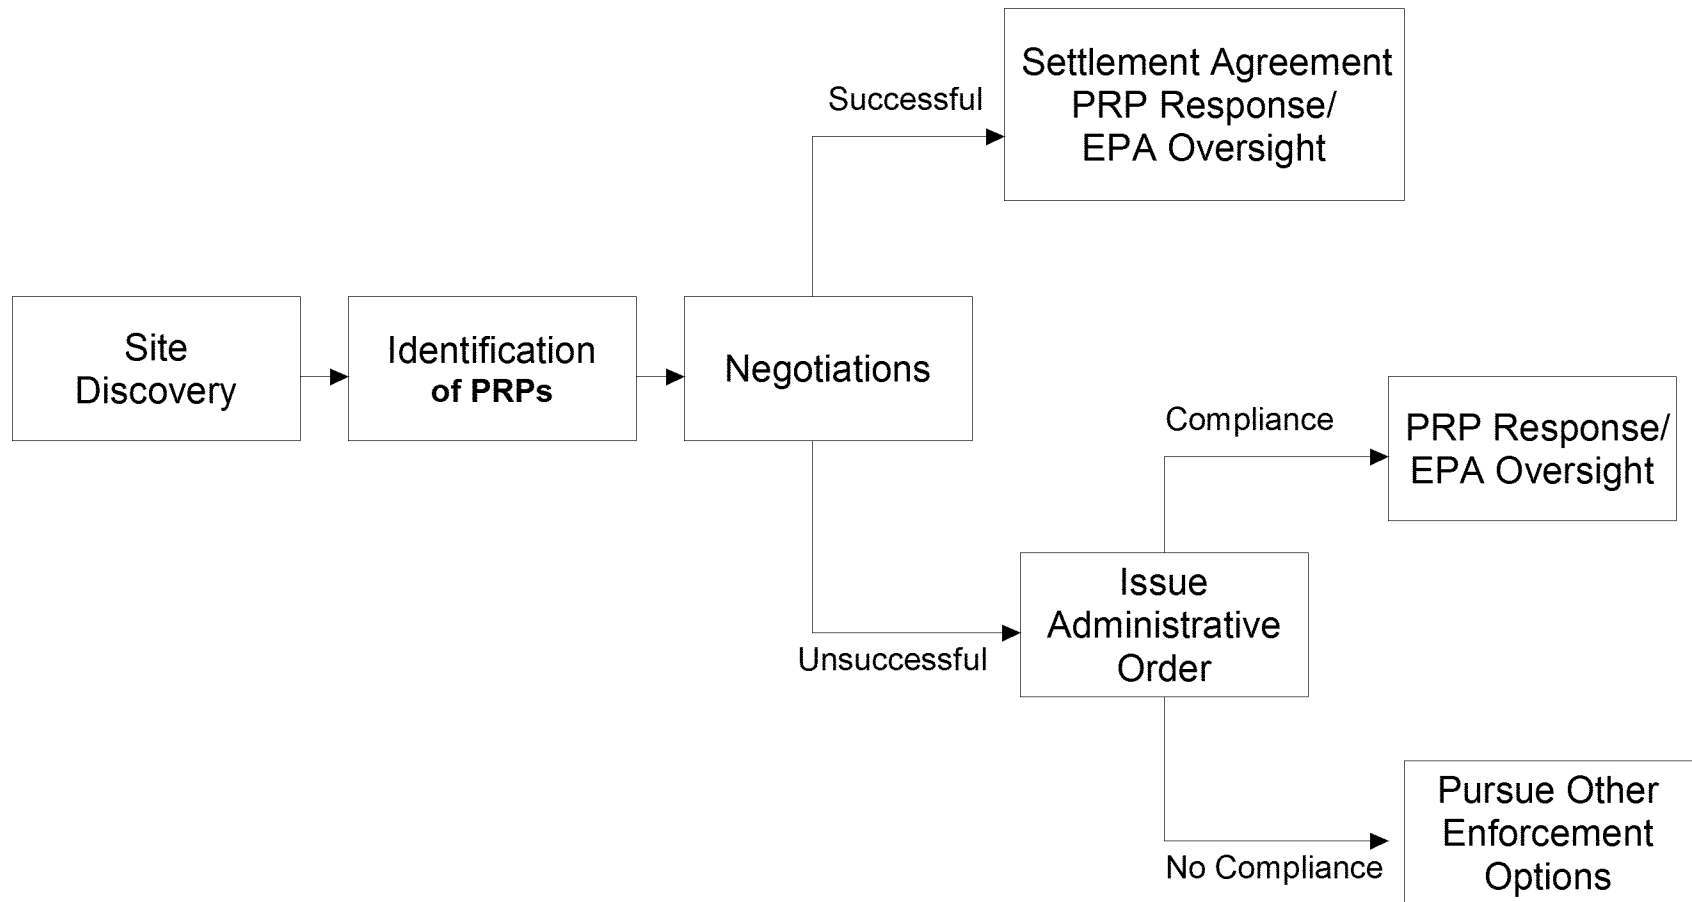 Settlement Agreement
PRP Response/
EPA Oversight
Successful
Site
Discovery
Identification
of PRPs
Negotiations
Compliance
PRP Response/
EPA Oversight
Unsuccessful
Issue
Administrative
Order
No Compliance
Pursue Other
Enforcement
Options